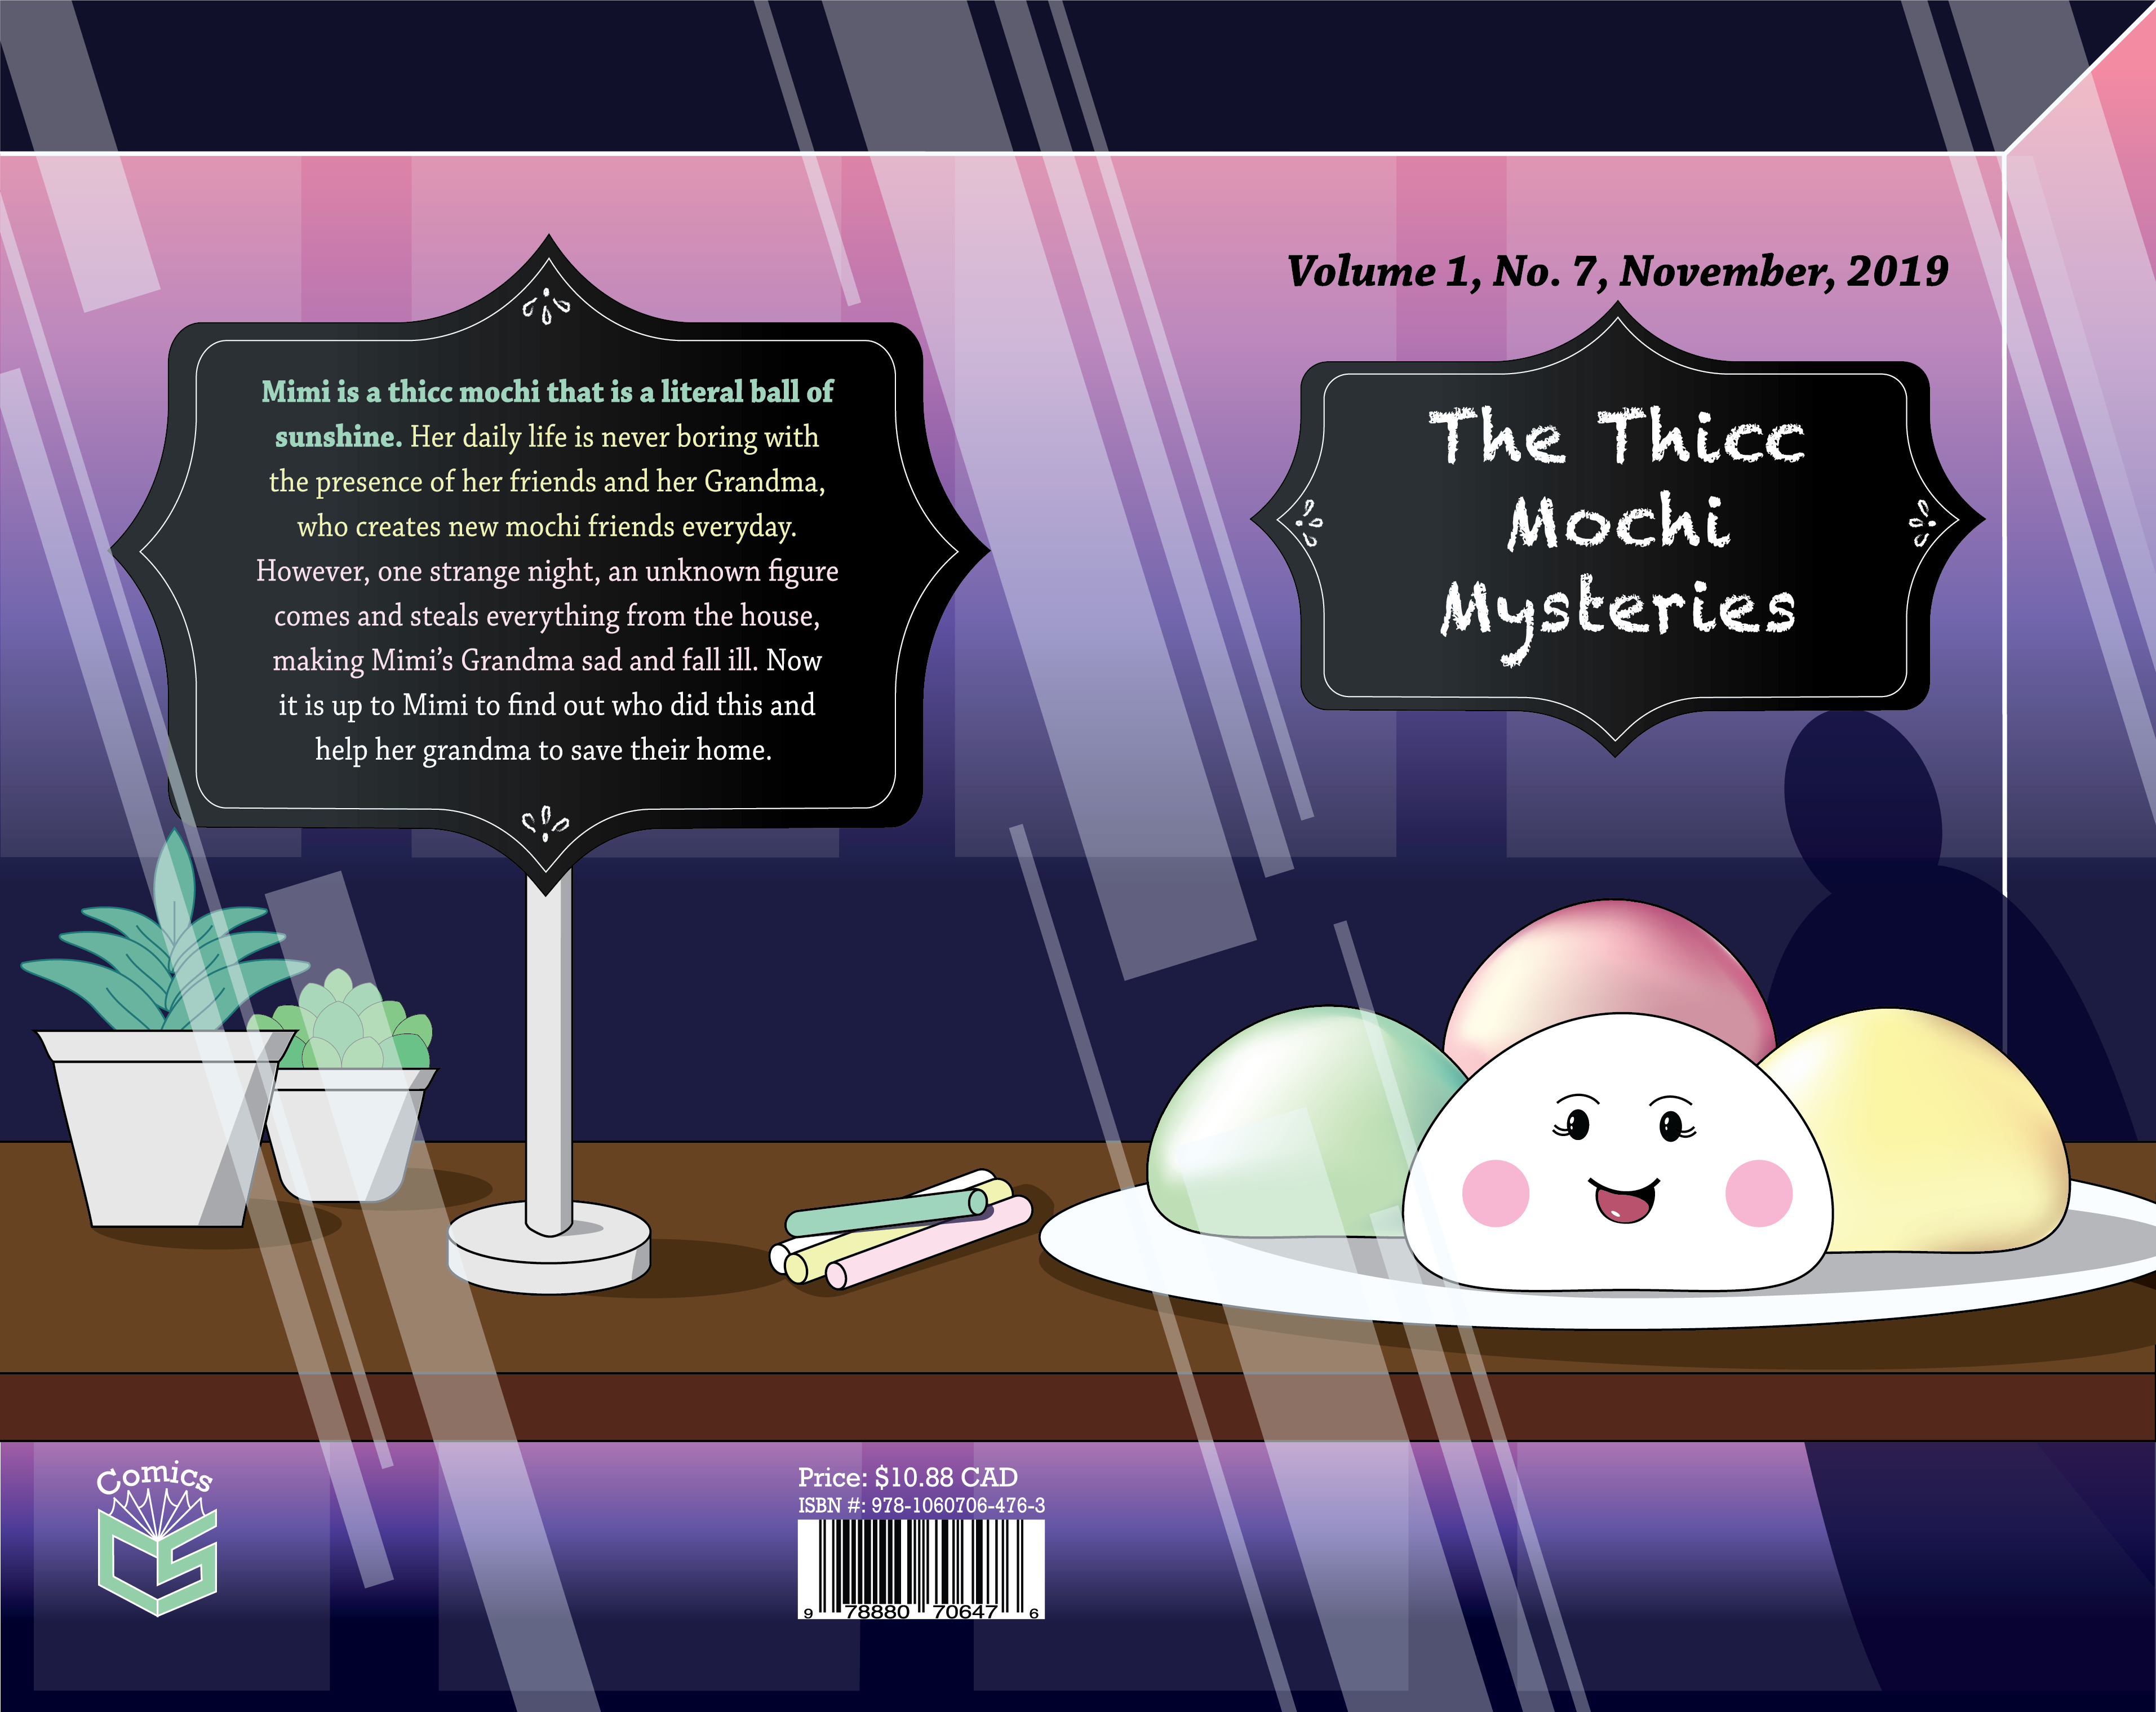 Mimi is a thicc mochi that is a literal ball of
sunshine. Her daily life is never boring with
the presence of her friends and her Grandma,
who creates new mochi friends everyday.
However, one strange night, an unknown figure
comes and steals everything from the house,
making Mimi's Grandma sad and fall ill. Now
it is up to Mimi to find out who did this and
help her grandma to save their home.
Volume 1, No. 7, November, 2019
The Thicc
Mochi
Mysteries
Comics
CS
Price: $10.88 CAD
ISBN #: 978-1060706-476-3
9 78880 70647 6